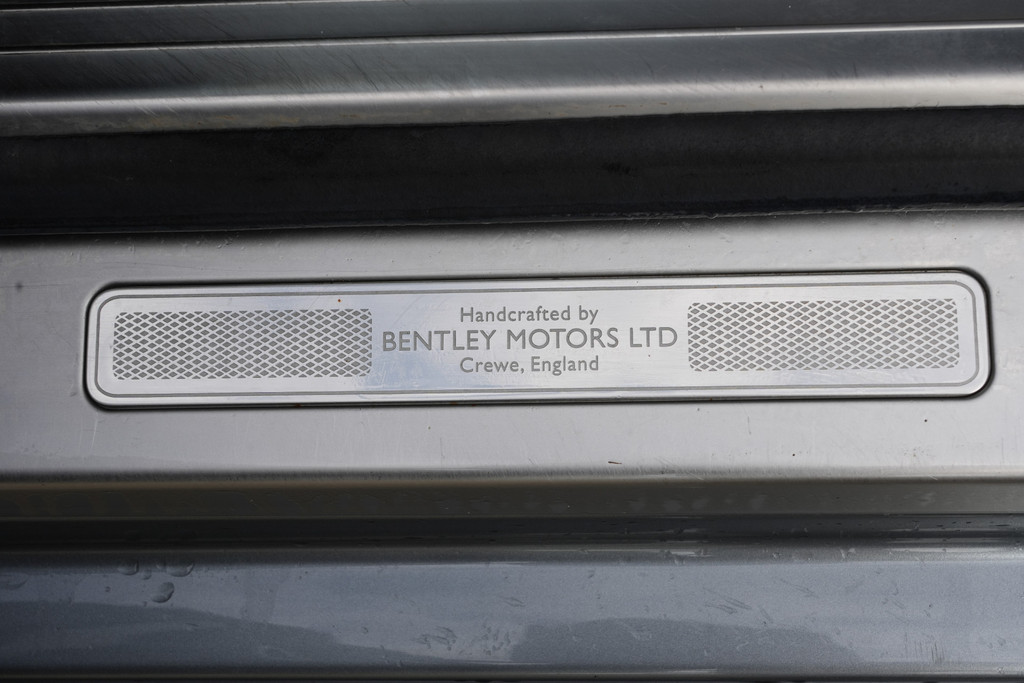 Handcrafted by
BENTLEY MOTORS LTD
Crewe, England